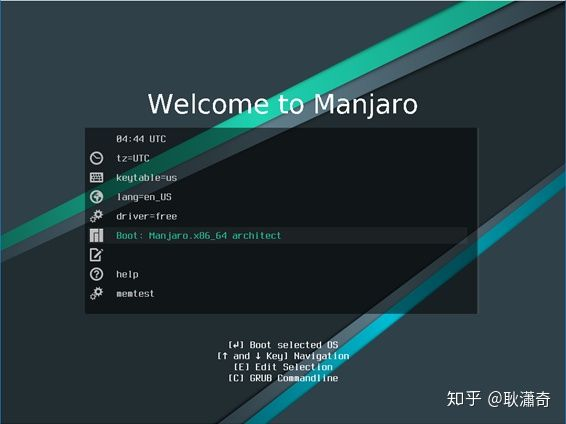 Welcome to Manjaro
04:44 UTC
tz=UTC
keytable=us
lang=en_US
driver=free
Boot: Manjaro.x86_64 architect
help
memtest
[↵] Boot selected OS
[↑ and ↓ Key] Navigation
[E] Edit Selection
[C] GRUB Commandline
知乎 @耿潇奇